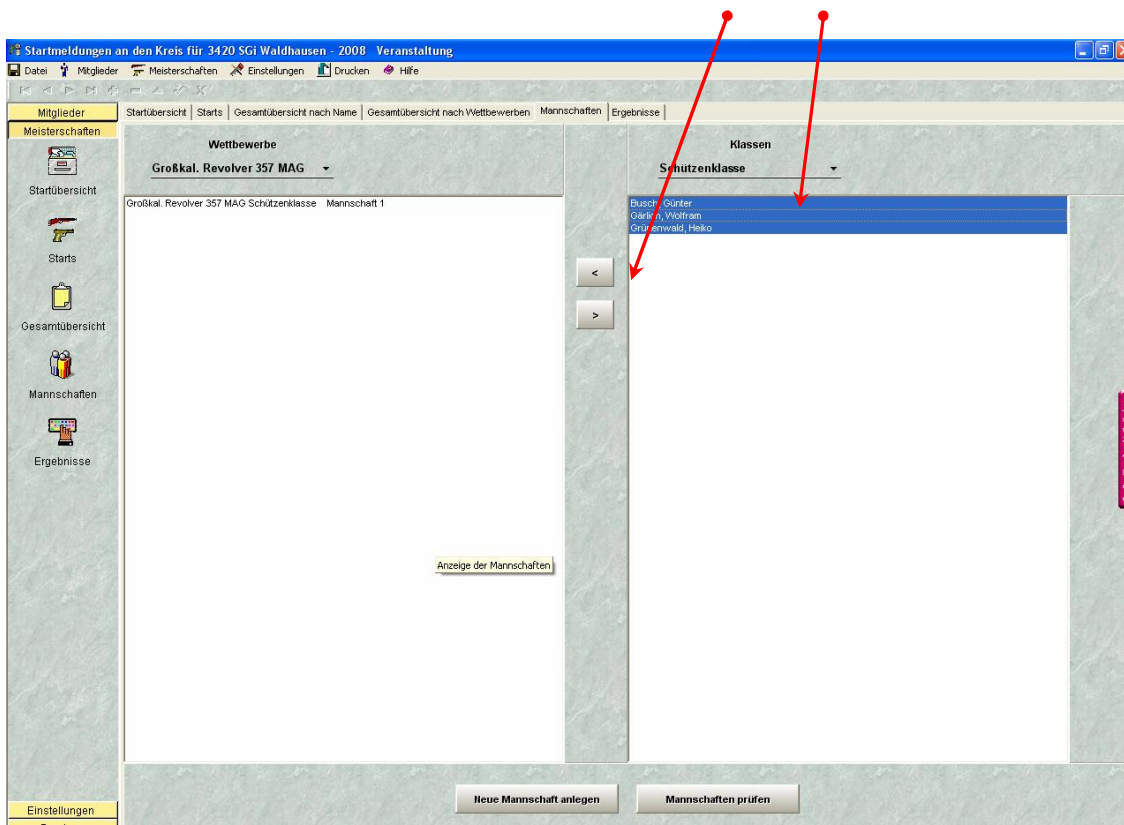 Startmeldungen an den Kreis für 3420 SGi Waldhausen - 2008 Veranstaltung
Datei Mitglieder Meisterschaften Einstellungen Drucken Hilfe
Mitglieder
Startübersicht Starts Gesamtübersicht nach Name Gesamtübersicht nach Wettbewerben Mannschaften Ergebnisse
Meisterschaften
Wettbewerbe
Großkal. Revolver 357 MAG
Klassen
Schützenklasse
Großkal. Revolver 357 MAG Schützenklasse Mannschaft 1
Busch, Günter
Gärlich, Wolfram
Grünenwald, Heiko
Startübersicht
Starts
Gesamtübersicht
Mannschaften
Ergebnisse
<
>
Anzeige der Mannschaften
Neue Mannschaft anlegen Mannschaften prüfen
Einstellungen